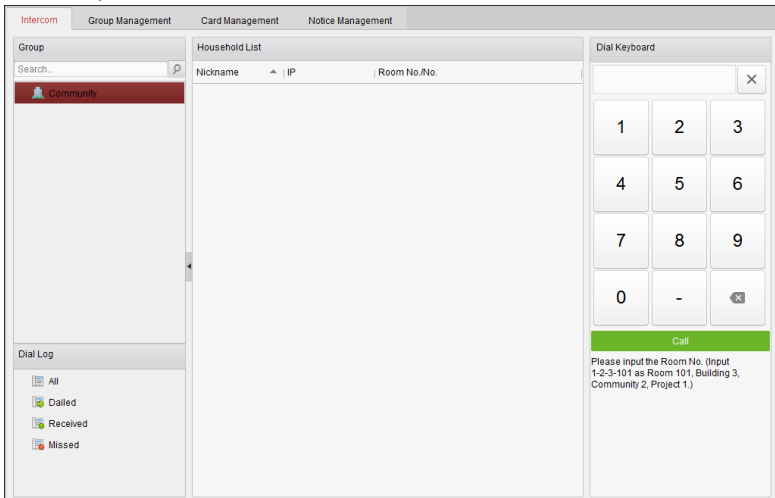 Intercom
Group Management
Card Management
Notice Management
Group
Search...
Community
Dial Log
All
Dailed
Received
Missed
Household List
Nickname
IP
Room No./No.
Dial Keyboard
1 2 3
4 5 6
7 8 9
0 -
Call
Please input the Room No. (Input
1-2-3-101 as Room 101, Building 3,
Community 2, Project 1.)